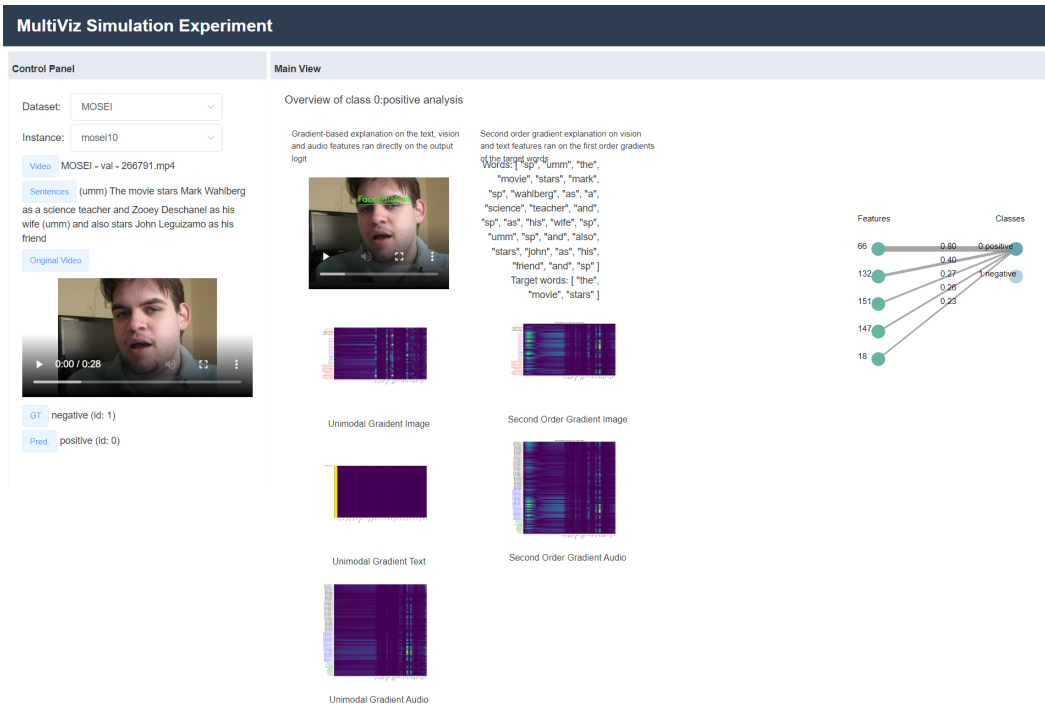 MultiViz Simulation Experiment
Control Panel
Dataset: MOSEI
Instance: mosei10
Video MOSEI - val - 266791.mp4
Sentences (umm) The movie stars Mark Wahlberg
as a science teacher and Zooey Deschanel as his
wife (umm) and also stars John Leguizamo as his
friend
Original Video
0:00 / 0:28
GT negative (id: 1)
Pred. positive (id: 0)
Main View
Overview of class 0:positive analysis
Gradient-based explanation on the text, vision
and audio features ran directly on the output
logit
FaceEmotion
Unimodal Graident Image
Unimodal Gradient Text
Unimodal Gradient Audio
Second order gradient explanation on vision
and text features ran on the first order gradients
of the target words
Words: [ "sp", "umm", "the",
"movie", "stars", "mark",
"sp", "wahlberg", "as", "a",
"science", "teacher", "and",
"sp", "as", "his", "wife", "sp",
"umm", "sp", "and", "also",
"stars", "john", "as", "his",
"friend", "and", "sp" ]
Target words: [ "the",
"movie", "stars" ]
Second Order Gradient Image
Second Order Gradient Audio
Features Classes
66 0.80 0:positive
0.40
132 0.27 1:negative
0.26
151 0.23
147
18